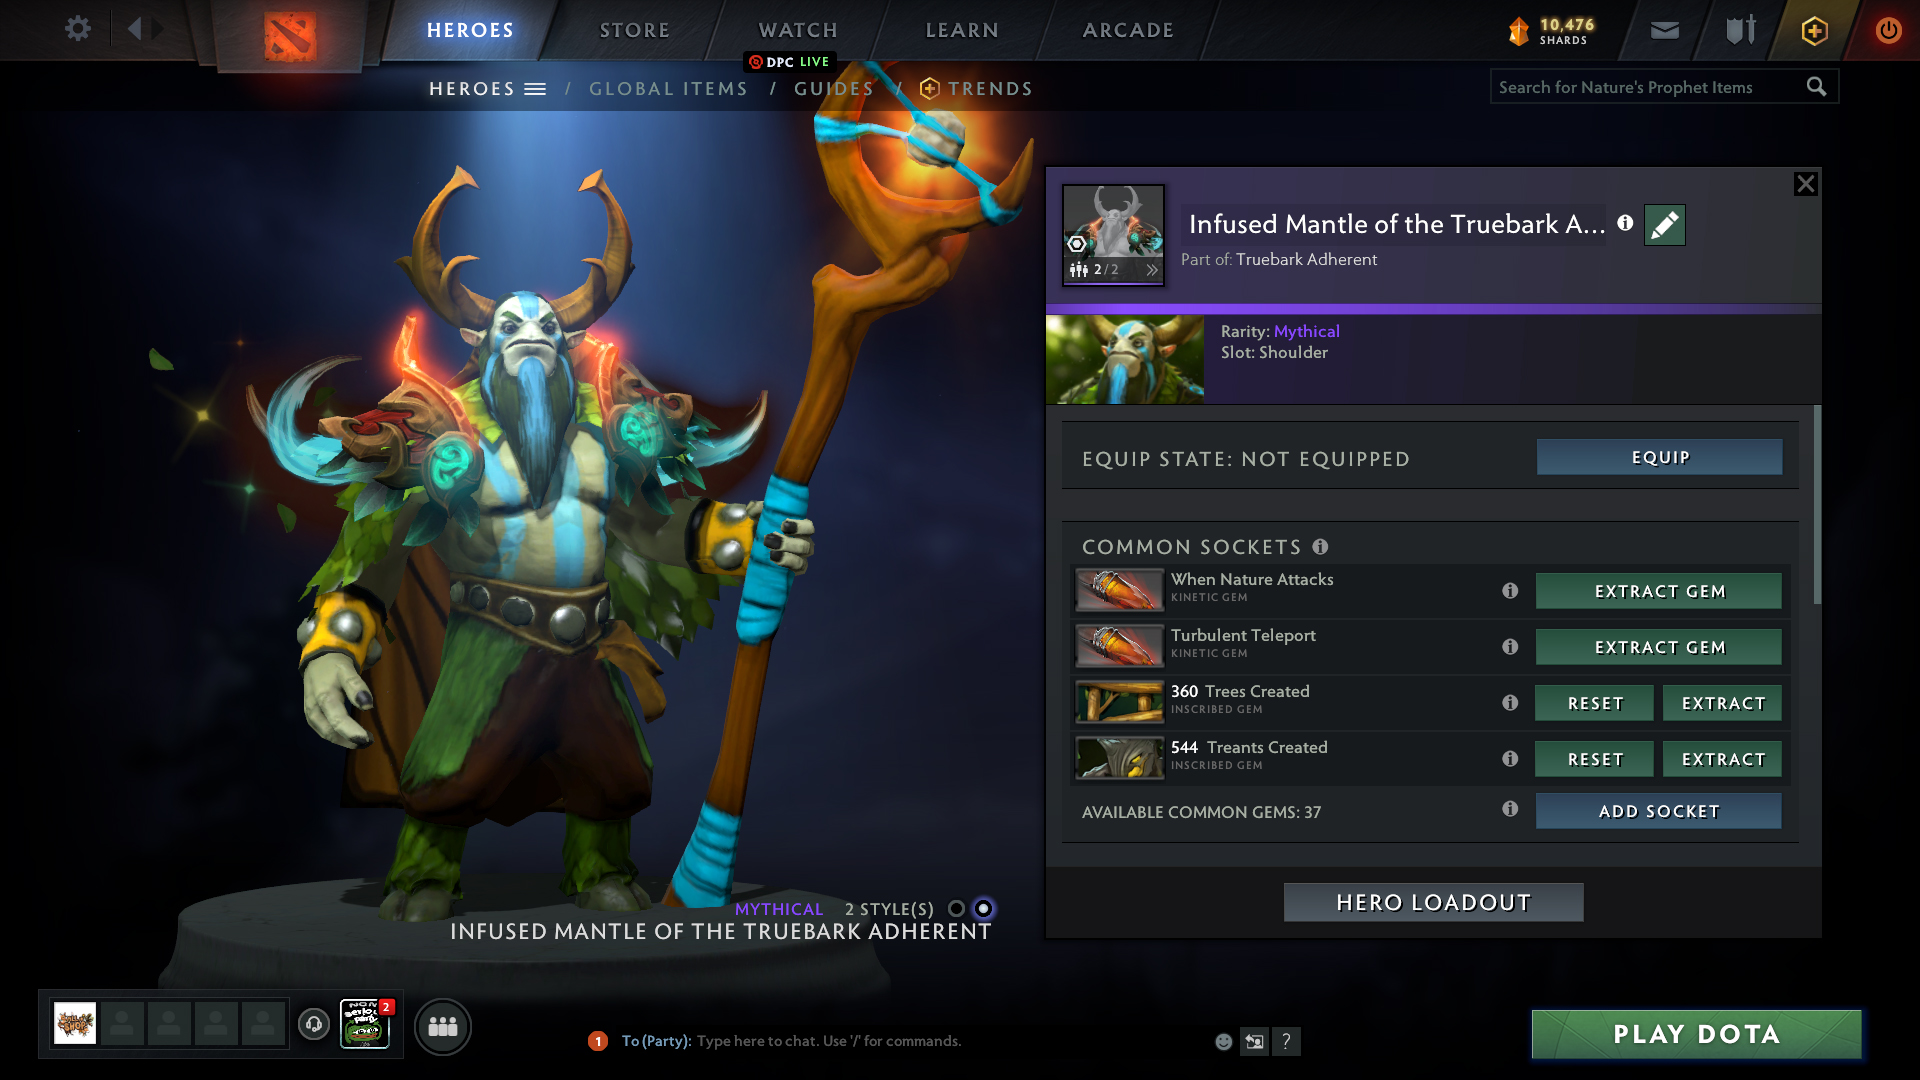 HEROES
STORE
WATCH
LEARN
ARCADE
10,476
SHARDS
DPC LIVE
HEROES / GLOBAL ITEMS / GUIDES / TRENDS
Search for Nature's Prophet Items
Infused Mantle of the Truebark A...
Part of: Truebark Adherent
2/2
Rarity: Mythical
Slot: Shoulder
EQUIP STATE: NOT EQUIPPED
EQUIP
COMMON SOCKETS
When Nature Attacks
KINETIC GEM
EXTRACT GEM
Turbulent Teleport
KINETIC GEM
EXTRACT GEM
360 Trees Created
INSCRIBED GEM
RESET
EXTRACT
544 Treants Created
INSCRIBED GEM
RESET
EXTRACT
AVAILABLE COMMON GEMS: 37
ADD SOCKET
HERO LOADOUT
MYTHICAL 2 STYLE(S)
INFUSED MANTLE OF THE TRUEBARK ADHERENT
2
1
To (Party): Type here to chat. Use '/' for commands.
?
PLAY DOTA